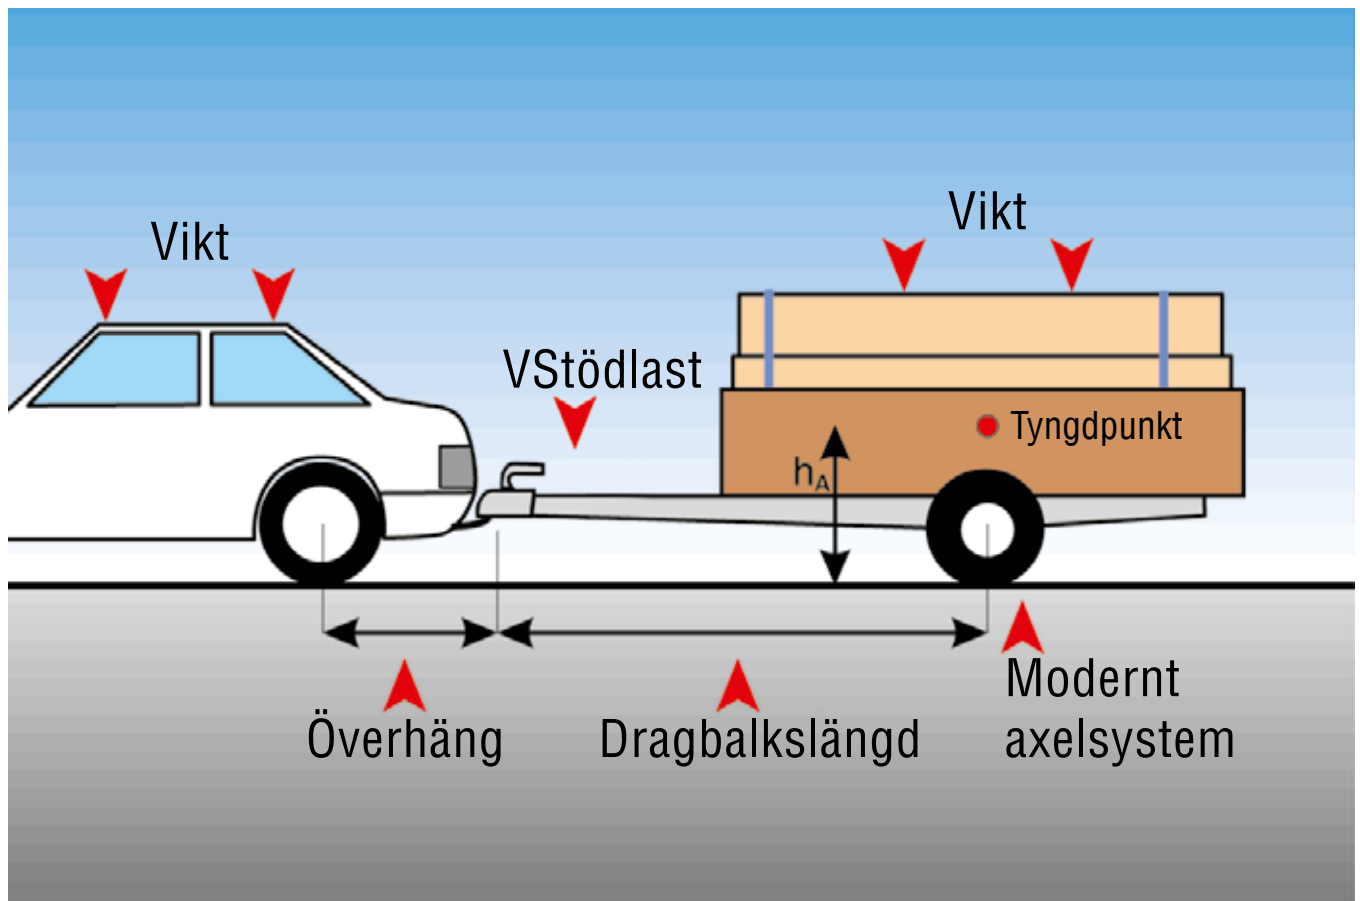 Vikt
Vikt
VStödlast
Tyngdpunkt
hA
Överhäng
Dragbalkslängd
Modernt
axelsystem